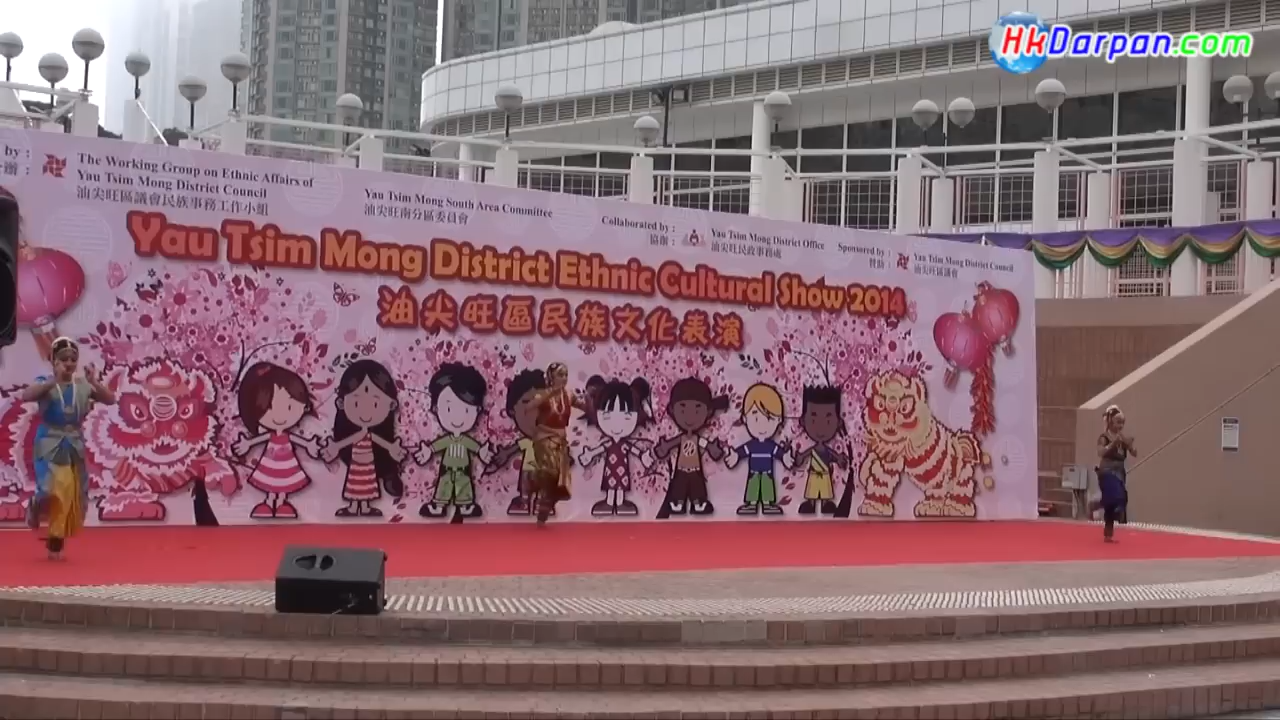 HkDarpan.com
by :
The Working Group on Ethnic Affairs of
Yau Tsim Mong District Council
油尖旺區議會民族事務工作小組
Yau Tsim Mong South Area Committee
油尖旺南分區委員會
Collaborated by :
協辦 :
Yau Tsim Mong District Office
油尖旺民政事務處
Sponsored by :
贊助 :
Yau Tsim Mong District Council
油尖旺區議會
Yau Tsim Mong District Ethnic Cultural Show 2014
油尖旺區民族文化表演